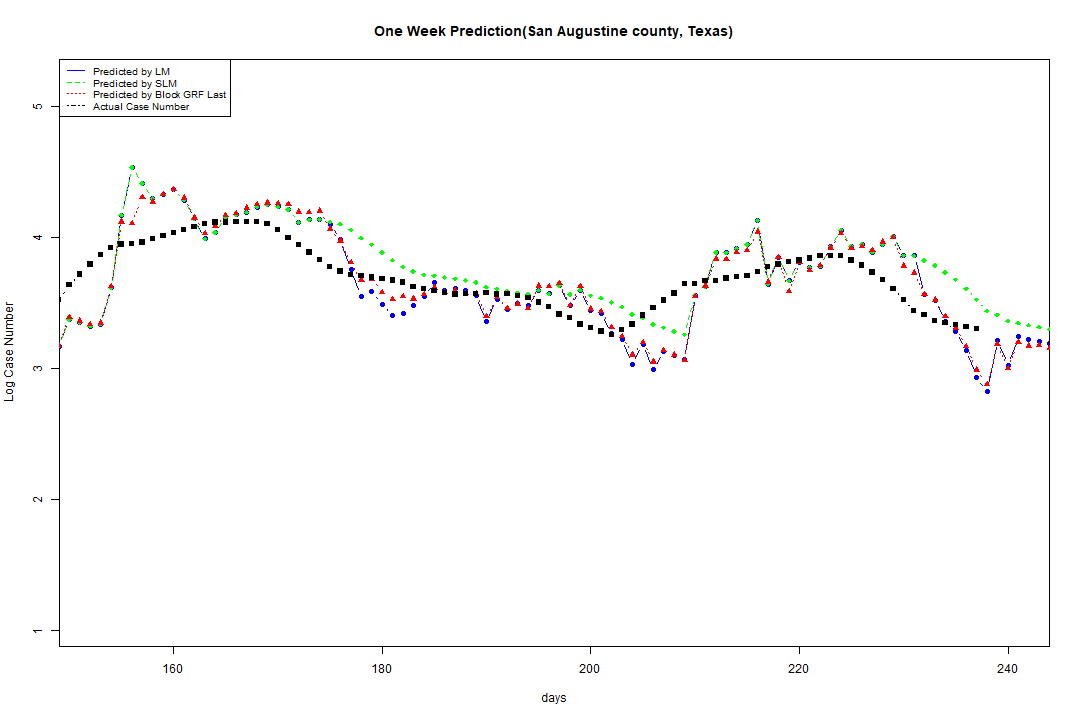 One Week Prediction(San Augustine county, Texas)
Predicted by LM
Predicted by SLM
Predicted by Block GRF Last
Actual Case Number
5
4
3
2
1
Log Case Number
160 180 200 220 240
days